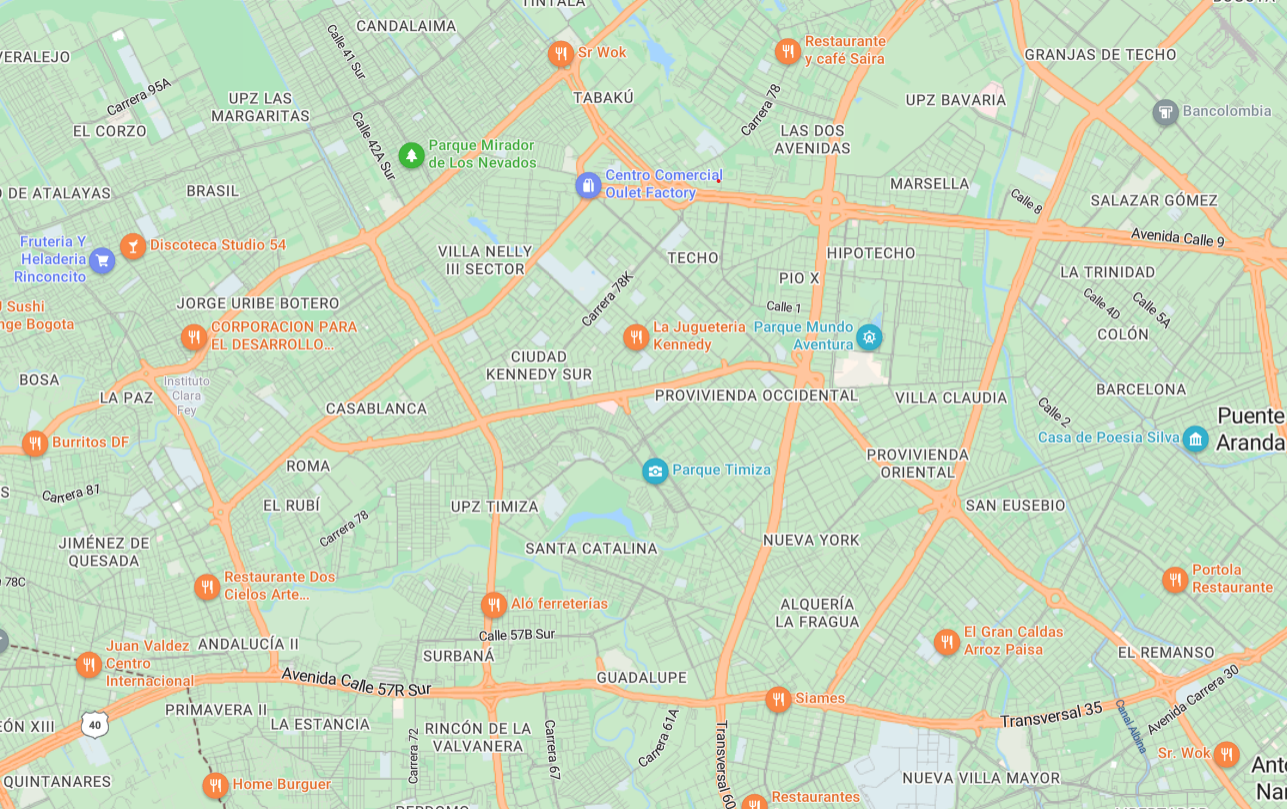 TINTALA
CANDALAIMA
Sr Wok
Restaurante
y café Saira
GRANJAS DE TECHO
VERALEJO
Calle 41 Sur
Carrera 95A
UPZ LAS
MARGARITAS
TABAKÚ
Carrera 78
UPZ BAVARIA
Bancolombia
EL CORZO
Calle 42A Sur
Parque Mirador
de Los Nevados
LAS DOS
AVENIDAS
O DE ATALAYAS
BRASIL
Centro Comercial
Oulet Factory
MARSELLA
Calle 8
SALAZAR GÓMEZ
Fruteria Y
Heladeria
Rinconcito
Discoteca Studio 54
VILLA NELLY
III SECTOR
TECHO
HIPOTECHO
Avenida Calle 9
PIO X
LA TRINIDAD
Carrera 78K
Calle 4D
Calle 5A
Sushi
nge Bogota
JORGE URIBE BOTERO
Calle 1
CORPORACION PARA
EL DESARROLLO...
La Jugueteria
Kennedy
Parque Mundo
Aventura
COLÓN
CIUDAD
KENNEDY SUR
BOSA
Instituto
Clara
Fey
LA PAZ
CASABLANCA
PROVIVIENDA OCCIDENTAL
VILLA CLAUDIA
BARCELONA
Calle 2
Puente
Aranda
Burritos DF
Casa de Poesia Silva
ROMA
Parque Timiza
PROVIVIENDA
ORIENTAL
S
Carrera 81
EL RUBÍ
UPZ TIMIZA
SAN EUSEBIO
Carrera 78
JIMÉNEZ DE
QUESADA
SANTA CATALINA
NUEVA YORK
78C
Restaurante Dos
Cielos Arte...
Portola
Restaurante
Aló ferreterías
ALQUERÍA
LA FRAGUA
Calle 57B Sur
El Gran Caldas
Arroz Paisa
Juan Valdez
Centro
Internacional
ANDALUCÍA II
SURBANÁ
EL REMANSO
Avenida Calle 57R Sur
GUADALUPE
Siames
Avenida Carrera 30
PRIMAVERA II
Transversal 35
EÓN XIII
40
LA ESTANCIA
Carrera 72
RINCÓN DE LA
VALVANERA
Carrera 67
Carrera 61A
Transversal 60
Canal Albina
Sr. Wok
QUINTANARES
Home Burguer
NUEVA VILLA MAYOR
Restaurantes